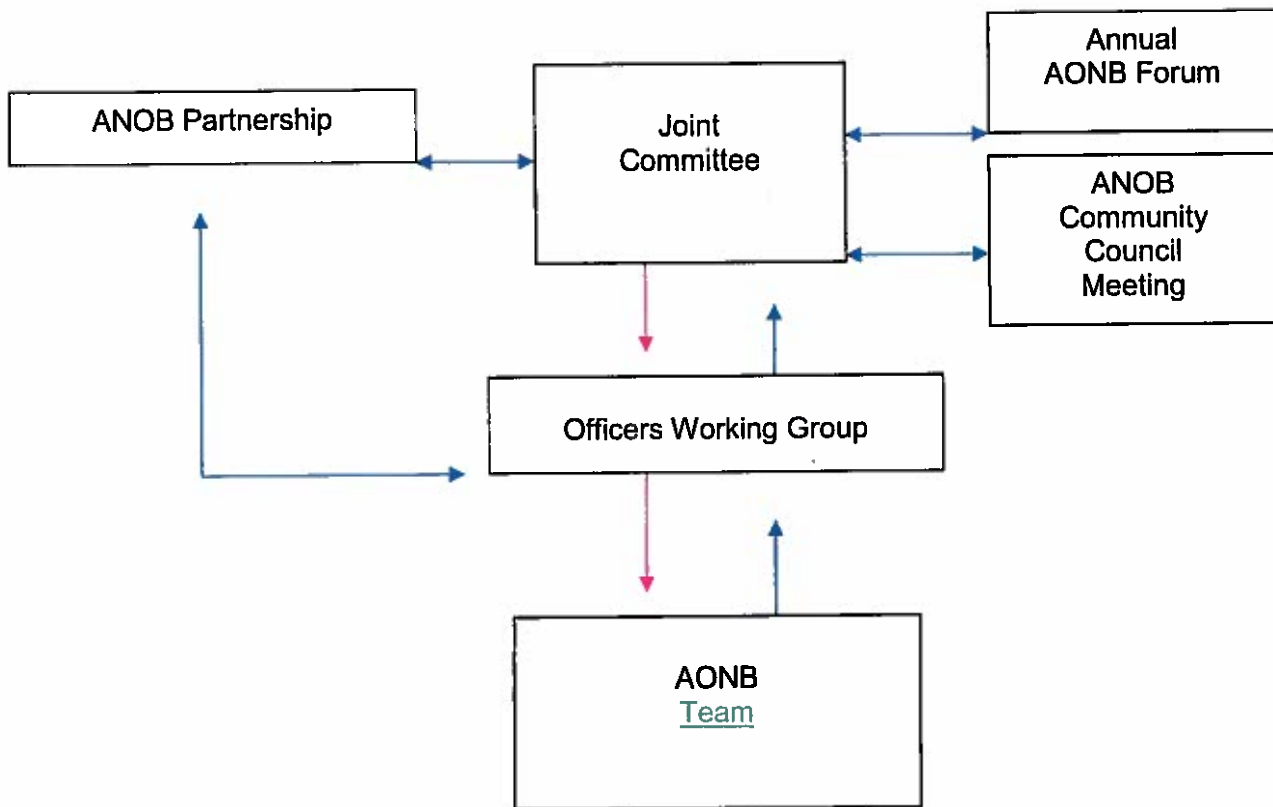 Annual
AONB Forum
ANOB Partnership
Joint
Committee
ANOB
Community
Council
Meeting
Officers Working Group
AONB
Team